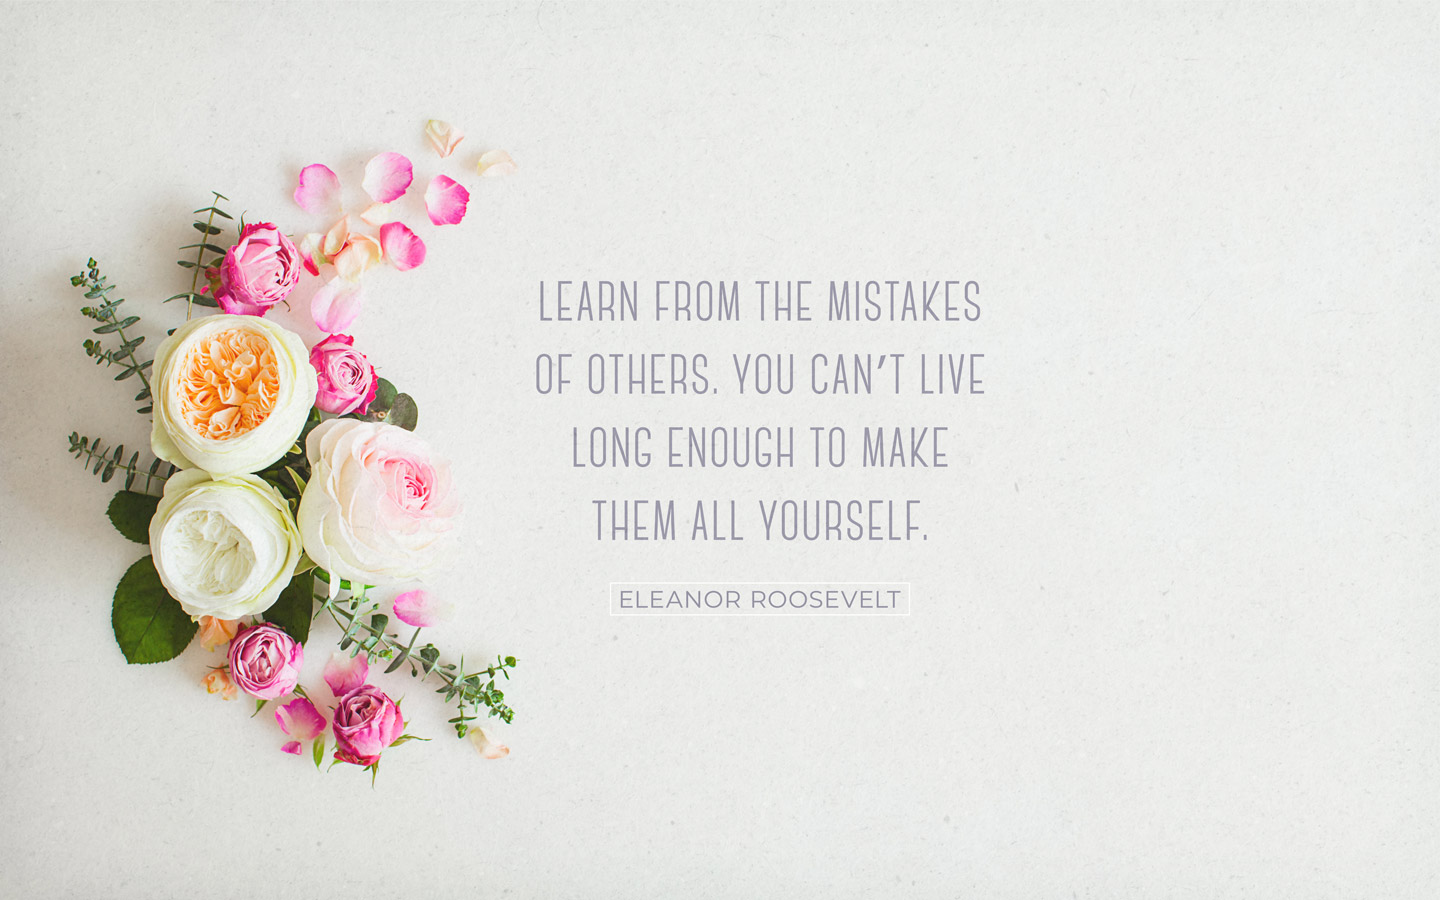 LEARN FROM THE MISTAKES
OF OTHERS. YOU CAN'T LIVE
LONG ENOUGH TO MAKE
THEM ALL YOURSELF.
ELEANOR ROOSEVELT